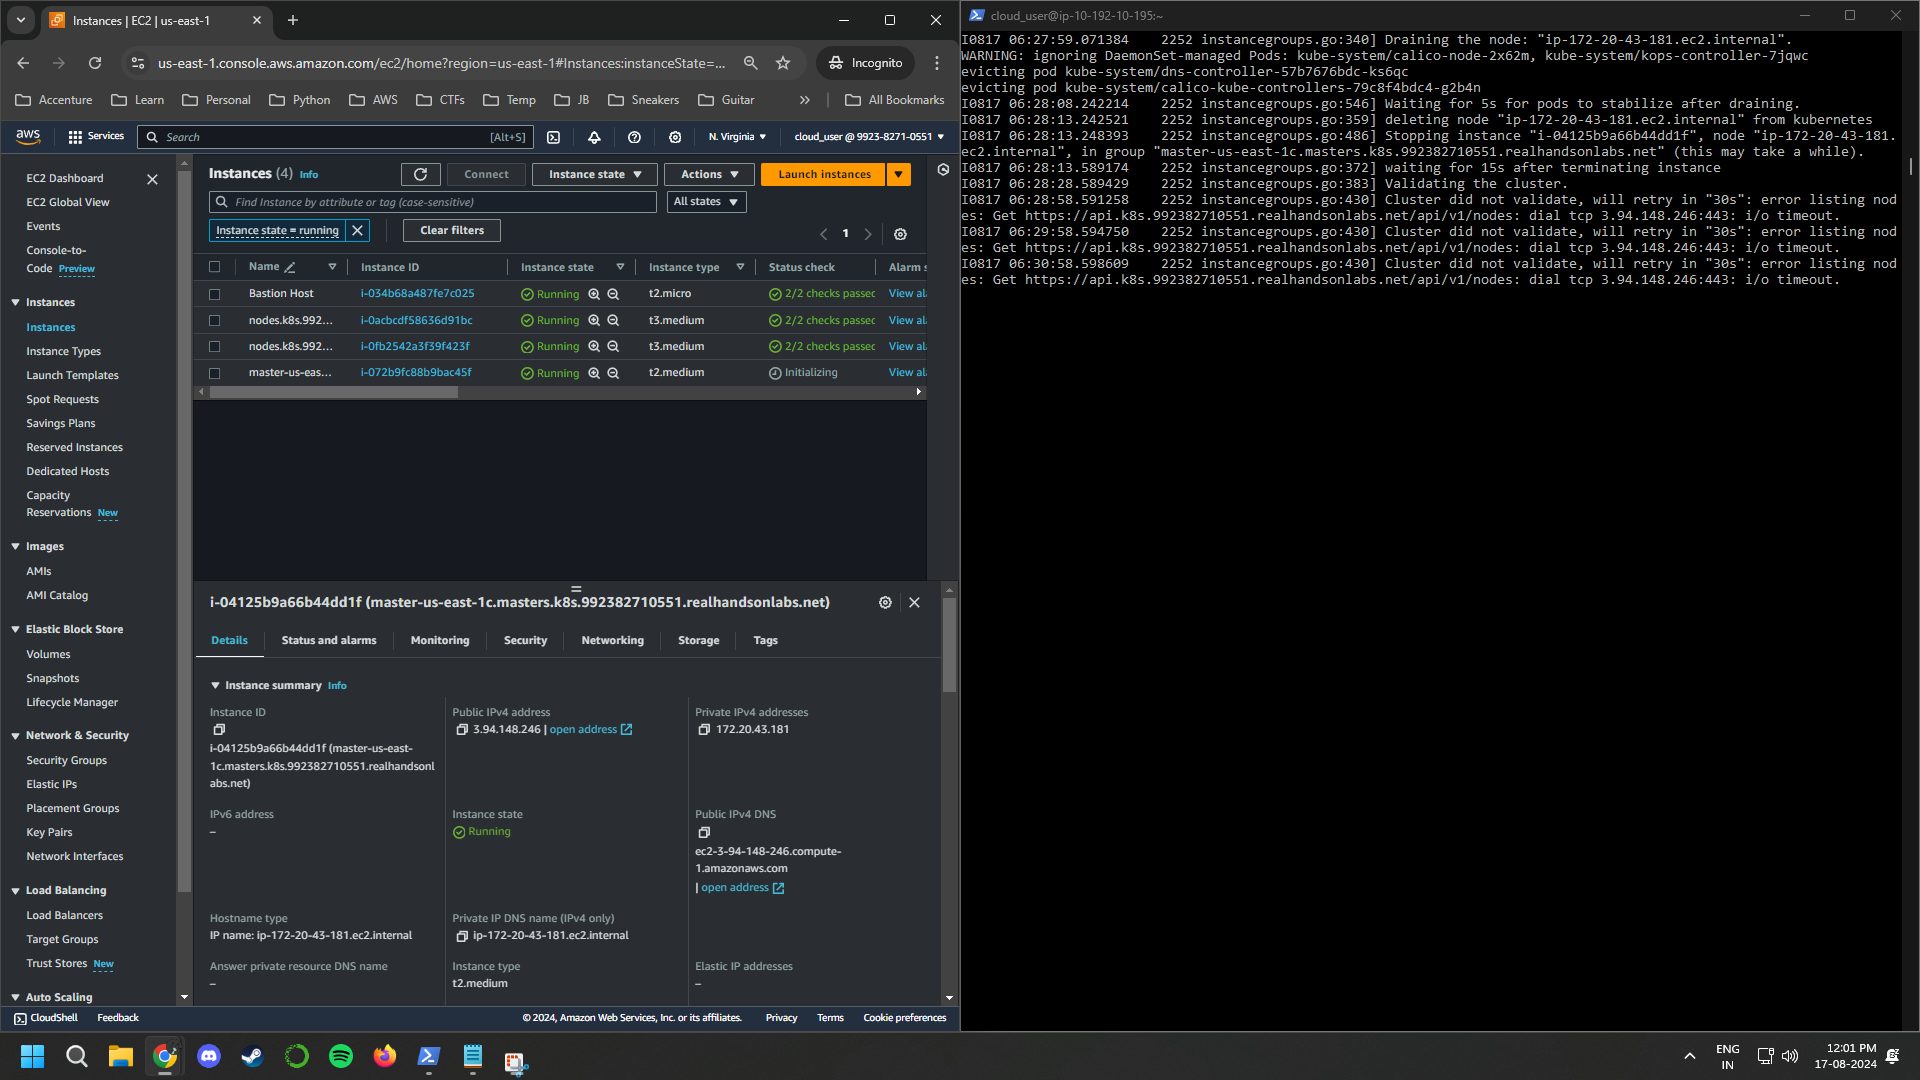 Instances | EC2 | us-east-1
us-east-1.console.aws.amazon.com/ec2/home?region=us-east-1#Instances:instanceState=...
Incognito
Accenture
Learn
Personal
Python
AWS
CTFs
Temp
JB
Sneakers
Guitar
»
All Bookmarks
aws
Services
Search
[Alt+S]
N. Virginia
cloud_user @ 9923-8271-0551
EC2 Dashboard
EC2 Global View
Events
Console-to-
Code Preview
Instances
Instances
Instance Types
Launch Templates
Spot Requests
Savings Plans
Reserved Instances
Dedicated Hosts
Capacity
Reservations New
Images
AMIs
AMI Catalog
Elastic Block Store
Volumes
Snapshots
Lifecycle Manager
Network & Security
Security Groups
Elastic IPs
Placement Groups
Key Pairs
Network Interfaces
Load Balancing
Load Balancers
Target Groups
Trust Stores New
Auto Scaling
Instances (4) Info
Connect
Instance state
Actions
Launch instances
Find Instance by attribute or tag (case-sensitive)
All states
Instance state = running
Clear filters
1
Name
Instance ID
Instance state
Instance type
Status check
Alarm s
Bastion Host i-034b68a487fe7c025 Running t2.micro 2/2 checks passec View ala
nodes.k8s.992... i-0acbcdf58636d91bc Running t3.medium 2/2 checks passec View ala
nodes.k8s.992... i-0fb2542a3f39f423f Running t3.medium 2/2 checks passec View ala
master-us-eas... i-072b9fc88b9bac45f Running t2.medium Initializing View ala
i-04125b9a66b44dd1f (master-us-east-1c.masters.k8s.992382710551.realhandsonlabs.net)
Details
Status and alarms
Monitoring
Security
Networking
Storage
Tags
Instance summary Info
Instance ID
i-04125b9a66b44dd1f (master-us-east-
1c.masters.k8s.992382710551.realhandsonl
abs.net)
Public IPv4 address
3.94.148.246 | open address
Private IPv4 addresses
172.20.43.181
IPv6 address
–
Instance state
Running
Public IPv4 DNS
ec2-3-94-148-246.compute-
1.amazonaws.com
| open address
Hostname type
IP name: ip-172-20-43-181.ec2.internal
Private IP DNS name (IPv4 only)
ip-172-20-43-181.ec2.internal
Answer private resource DNS name
–
Instance type
t2.medium
Elastic IP addresses
–
CloudShell
Feedback
© 2024, Amazon Web Services, Inc. or its affiliates.
Privacy
Terms
Cookie preferences
cloud_user@ip-10-192-10-195:~
I0817 06:27:59.071384    2252 instancegroups.go:340] Draining the node: "ip-172-20-43-181.ec2.internal".
WARNING: ignoring DaemonSet-managed Pods: kube-system/calico-node-2x62m, kube-system/kops-controller-7jqwc
evicting pod kube-system/dns-controller-57b7676bdc-ks6qc
evicting pod kube-system/calico-kube-controllers-79c8f4bdc4-g2b4n
I0817 06:28:08.242214    2252 instancegroups.go:546] Waiting for 5s for pods to stabilize after draining.
I0817 06:28:13.242521    2252 instancegroups.go:359] deleting node "ip-172-20-43-181.ec2.internal" from kubernetes
I0817 06:28:13.248393    2252 instancegroups.go:486] Stopping instance "i-04125b9a66b44dd1f", node "ip-172-20-43-181.
ec2.internal", in group "master-us-east-1c.masters.k8s.992382710551.realhandsonlabs.net" (this may take a while).
I0817 06:28:13.589174    2252 instancegroups.go:372] waiting for 15s after terminating instance
I0817 06:28:28.589429    2252 instancegroups.go:383] Validating the cluster.
I0817 06:28:58.591258    2252 instancegroups.go:430] Cluster did not validate, will retry in "30s": error listing nod
es: Get https://api.k8s.992382710551.realhandsonlabs.net/api/v1/nodes: dial tcp 3.94.148.246:443: i/o timeout.
I0817 06:29:58.594750    2252 instancegroups.go:430] Cluster did not validate, will retry in "30s": error listing nod
es: Get https://api.k8s.992382710551.realhandsonlabs.net/api/v1/nodes: dial tcp 3.94.148.246:443: i/o timeout.
I0817 06:30:58.598609    2252 instancegroups.go:430] Cluster did not validate, will retry in "30s": error listing nod
es: Get https://api.k8s.992382710551.realhandsonlabs.net/api/v1/nodes: dial tcp 3.94.148.246:443: i/o timeout.
ENG
IN
12:01 PM
17-08-2024